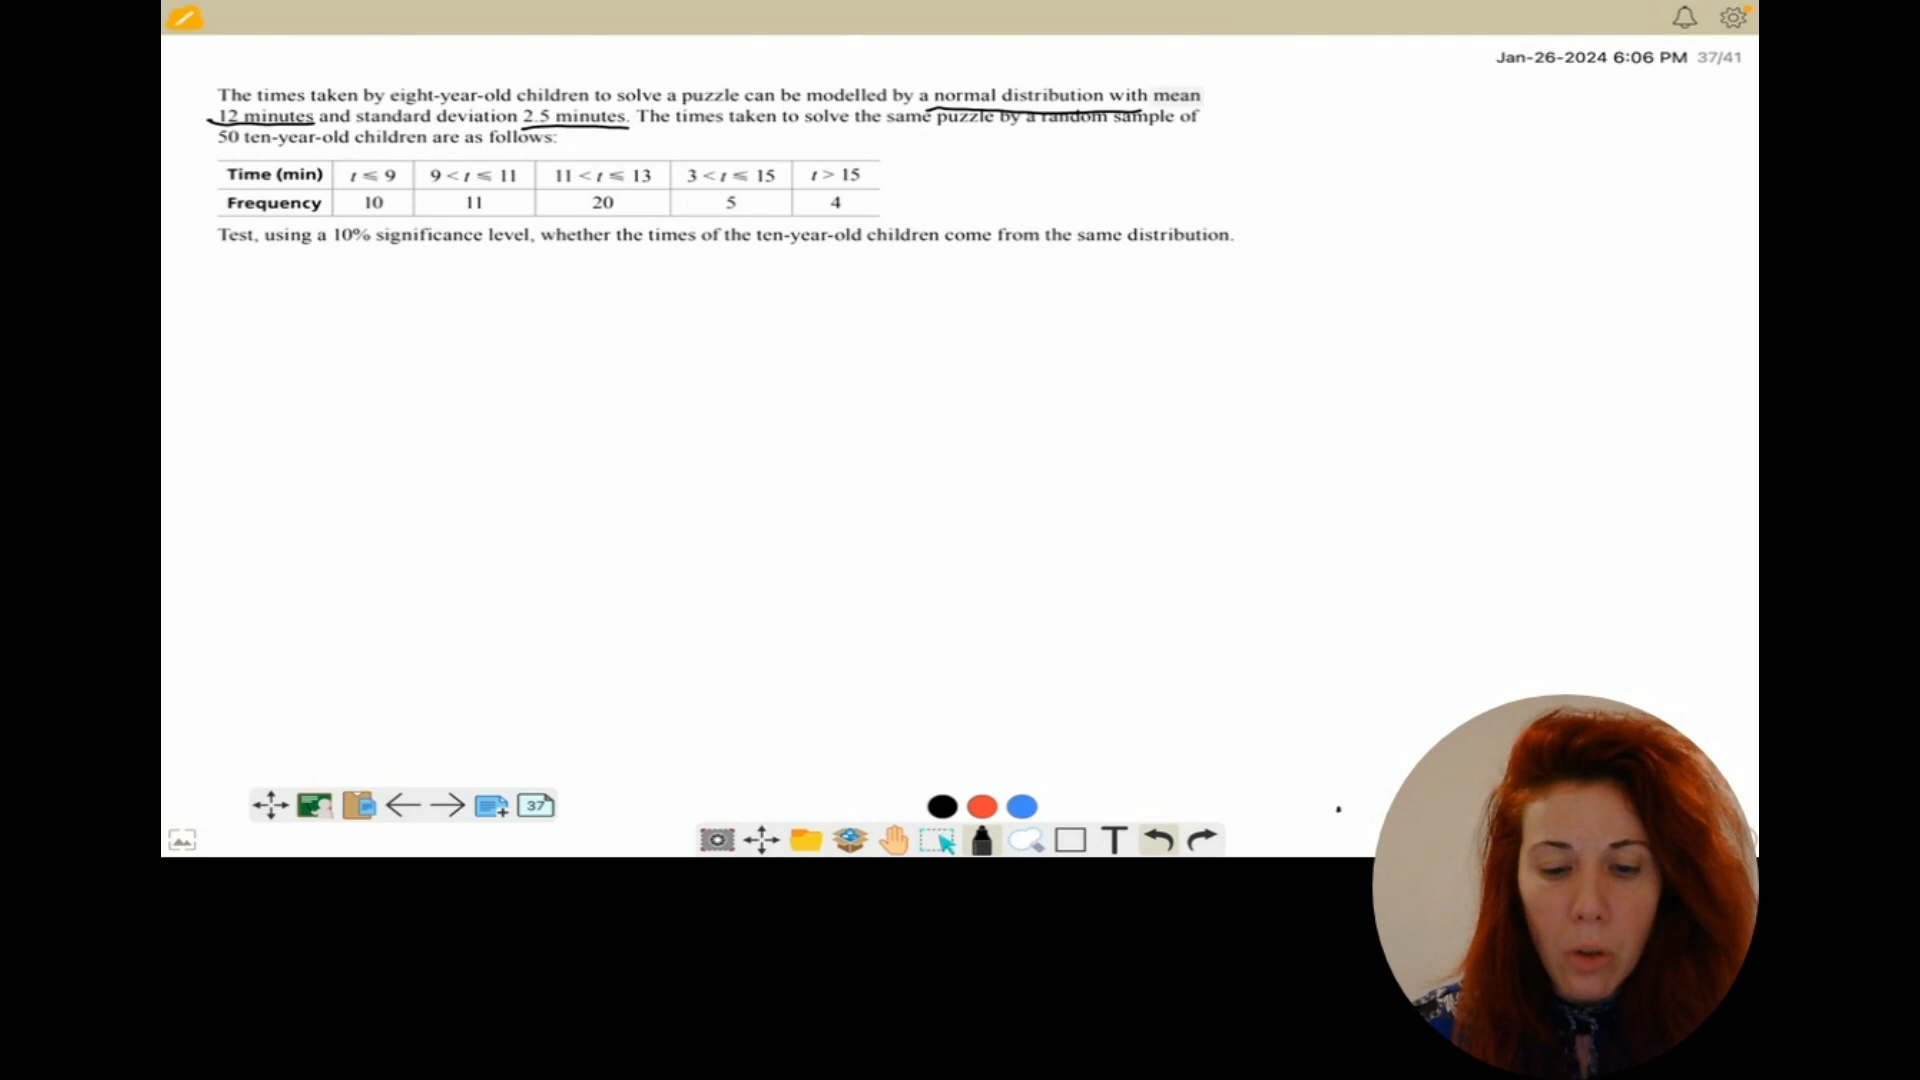 Jan-26-2024 6:06 PM 37/41
The times taken by eight-year-old children to solve a puzzle can be modelled by a normal distribution with mean
12 minutes and standard deviation 2.5 minutes. The times taken to solve the same puzzle by a random sample of
50 ten-year-old children are as follows:
Time (min) t ⩽ 9 9 < t ⩽ 11 11 < t ⩽ 13 3 < t ⩽ 15 t > 15
Frequency 10 11 20 5 4
Test, using a 10% significance level, whether the times of the ten-year-old children come from the same distribution.
37
T